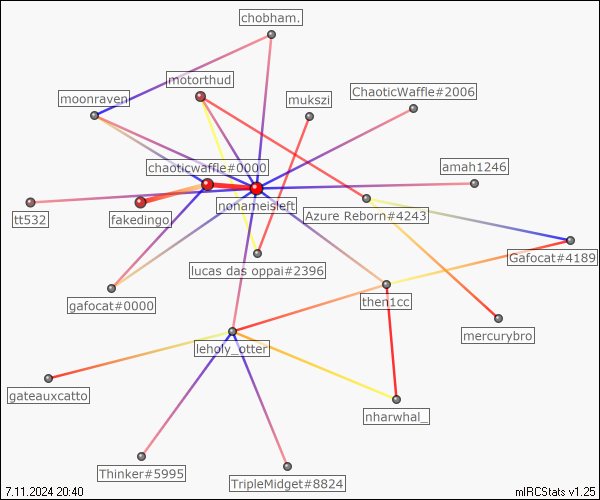 chobham.
motorthud
moonraven
mukszi
ChaoticWaffle#2006
chaoticwaffle#0000
amah1246
nonameisleft
tt532
fakedingo
Azure Reborn#4243
Gafocat#4189
lucas das oppai#2396
gafocat#0000
then1cc
mercurybro
leholy_otter
gateauxcatto
nharwhal_
Thinker#5995
TripleMidget#8824
7.11.2024 20:40
mIRCStats v1.25